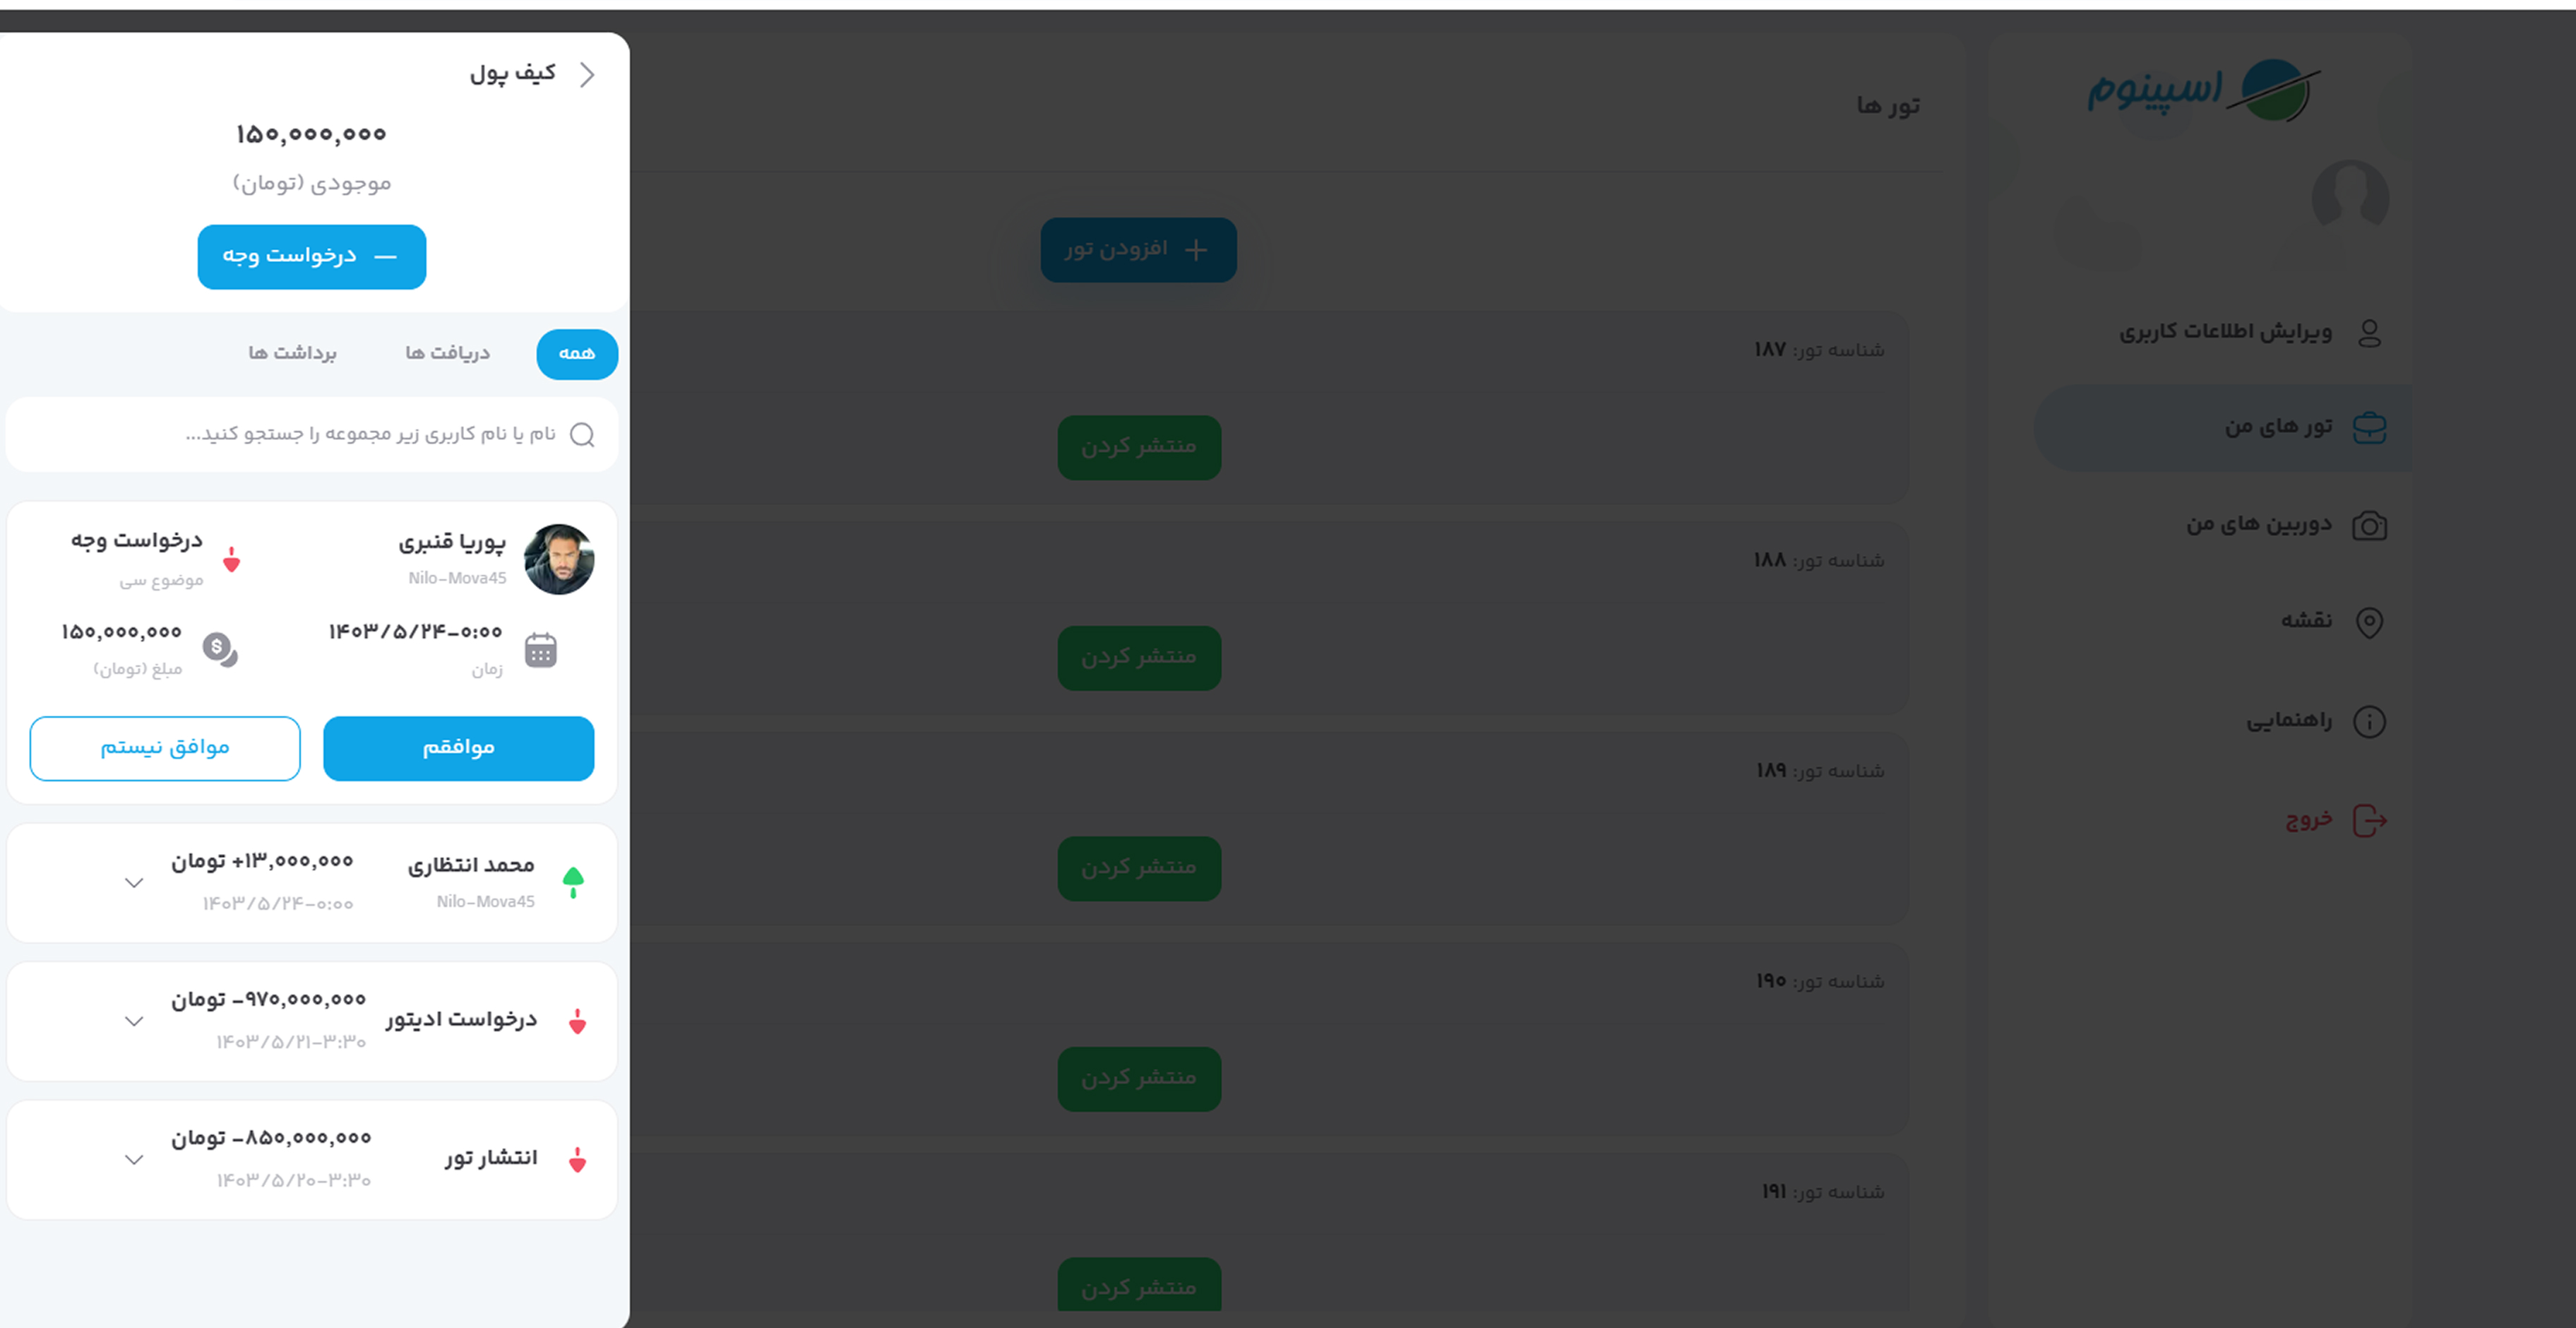 اسپینوم
ویرایش اطلاعات کاربری
تور های من
دوربین های من
نقشه
راهنمایی
خروج
تور ها
افزودن تور
شناسه تور: ۱۸۷
منتشر کردن
شناسه تور: ۱۸۸
منتشر کردن
شناسه تور: ۱۸۹
منتشر کردن
شناسه تور: ۱۹۰
منتشر کردن
شناسه تور: ۱۹۱
منتشر کردن
کیف پول
۱۵۰,۰۰۰,۰۰۰
موجودی (تومان)
درخواست وجه
همه دریافت ها برداشت ها
نام یا نام کاربری زیر مجموعه را جستجو کنید...
پوریا قنبری
Nilo-Mova45
درخواست وجه
موضوع سی
۱۴۰۳/۵/۲۴-۰:۰۰
زمان
۱۵۰,۰۰۰,۰۰۰
مبلغ (تومان)
موافقم
موافق نیستم
محمد انتظاری
Nilo-Mova45
+۱۳,۰۰۰,۰۰۰ تومان
۱۴۰۳/۵/۲۴-۰:۰۰
درخواست ادیتور
-۹۷۰,۰۰۰,۰۰۰ تومان
۱۴۰۳/۵/۲۱-۳:۳۰
انتشار تور
-۸۵۰,۰۰۰,۰۰۰ تومان
۱۴۰۳/۵/۲۰-۳:۳۰